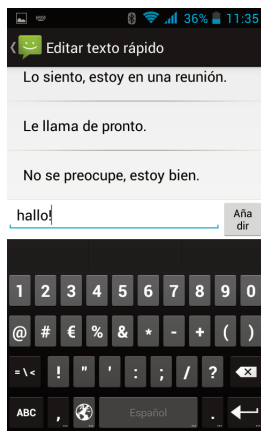 36% 11:35
Editar texto rápido
Lo siento, estoy en una reunión.
Le llama de pronto.
No se preocupe, estoy bien.
hallo!
Aña
dir
1 2 3 4 5 6 7 8 9 0
@ # € % & * - + ( )
= \ < ! " ' : ; / ?
ABC , Español .